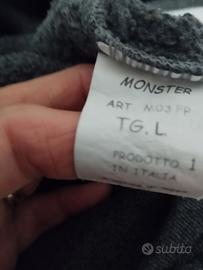 MONSTER
ART. M03 FP
TG. L
PRODOTTO 1
IN ITALIA
subito